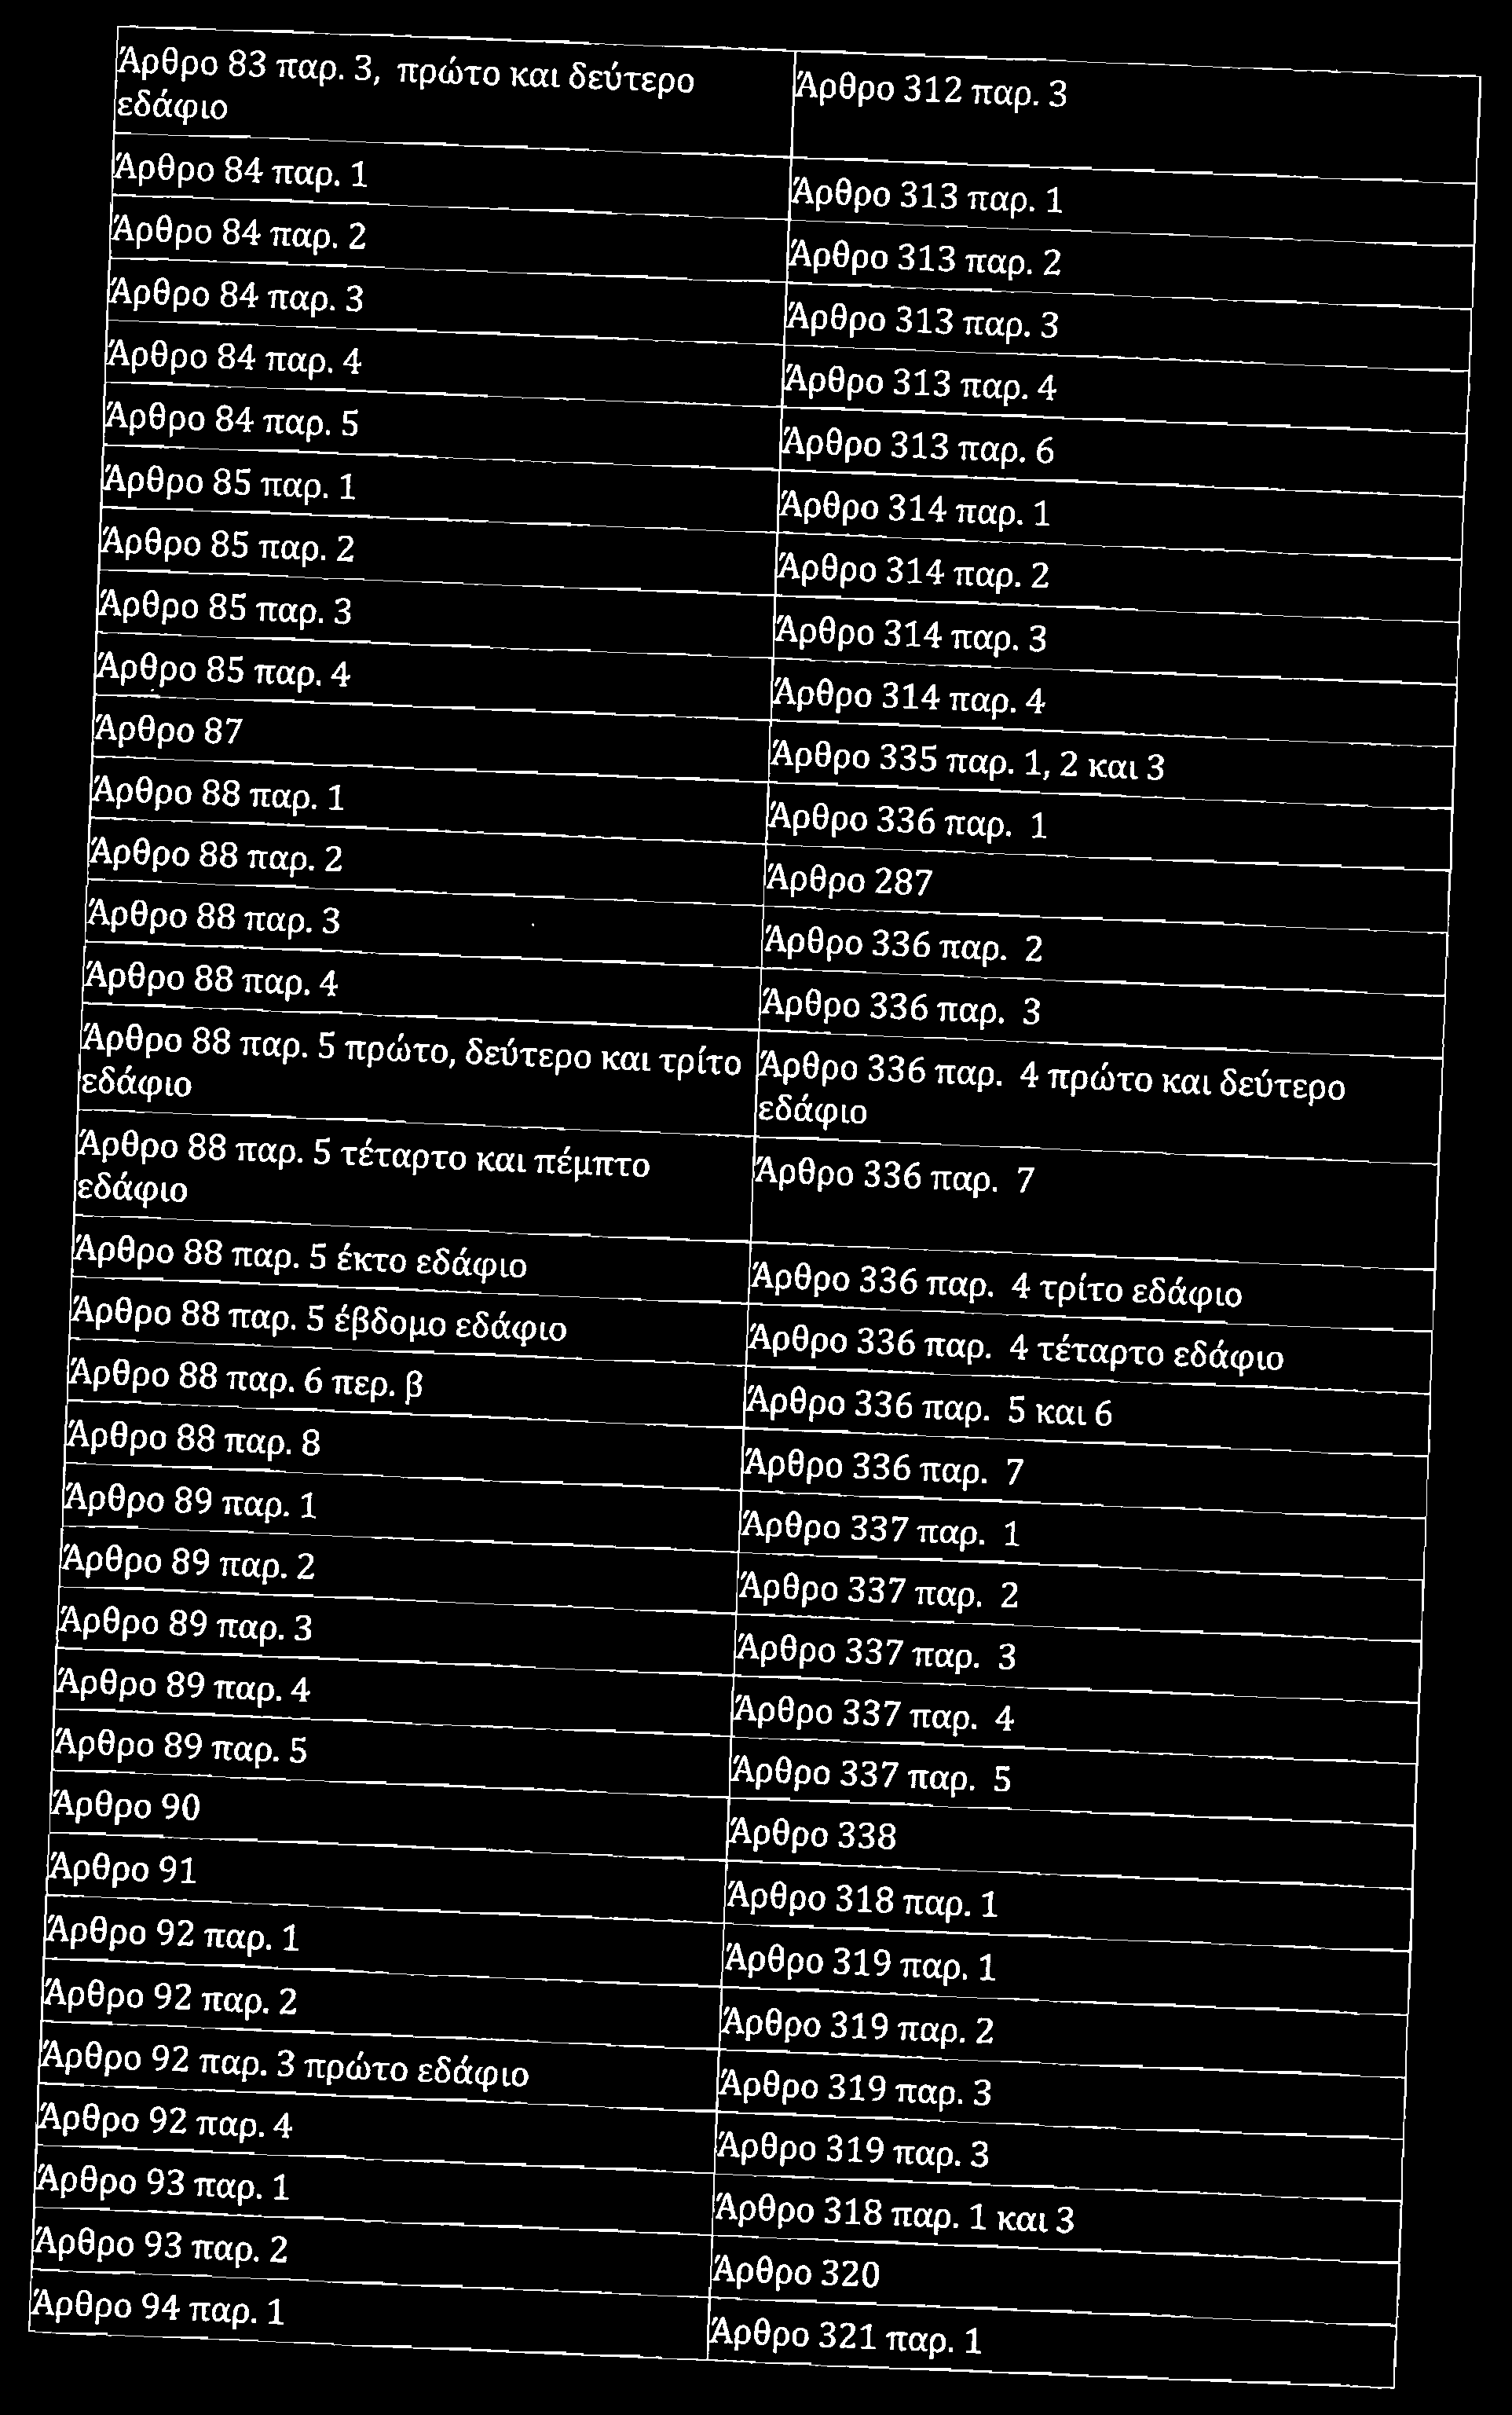 Άρθρο 83 παρ. 3, πρώτο και δεύτερο
εδάφιο
Άρθρο 312 παρ. 3
Άρθρο 84 παρ. 1
Άρθρο 313 παρ. 1
Άρθρο 84 παρ. 2
Άρθρο 313 παρ. 2
Άρθρο 84 παρ. 3
Άρθρο 313 παρ. 3
Άρθρο 84 παρ. 4
Άρθρο 313 παρ. 4
Άρθρο 84 παρ. 5
Άρθρο 313 παρ. 6
Άρθρο 85 παρ. 1
Άρθρο 314 παρ. 1
Άρθρο 85 παρ. 2
Άρθρο 314 παρ. 2
Άρθρο 85 παρ. 3
Άρθρο 314 παρ. 3
Άρθρο 85 παρ. 4
Άρθρο 314 παρ. 4
Άρθρο 87
Άρθρο 335 παρ. 1, 2 και 3
Άρθρο 88 παρ. 1
Άρθρο 336 παρ. 1
Άρθρο 88 παρ. 2
Άρθρο 287
Άρθρο 88 παρ. 3
Άρθρο 336 παρ. 2
Άρθρο 88 παρ. 4
Άρθρο 336 παρ. 3
Άρθρο 88 παρ. 5 πρώτο, δεύτερο και τρίτο
εδάφιο
Άρθρο 336 παρ. 4 πρώτο και δεύτερο
εδάφιο
Άρθρο 88 παρ. 5 τέταρτο και πέμπτο
εδάφιο
Άρθρο 336 παρ. 7
Άρθρο 88 παρ. 5 έκτο εδάφιο
Άρθρο 336 παρ. 4 τρίτο εδάφιο
Άρθρο 88 παρ. 5 έβδομο εδάφιο
Άρθρο 336 παρ. 4 τέταρτο εδάφιο
Άρθρο 88 παρ. 6 περ. β
Άρθρο 336 παρ. 5 και 6
Άρθρο 88 παρ. 8
Άρθρο 336 παρ. 7
Άρθρο 89 παρ. 1
Άρθρο 337 παρ. 1
Άρθρο 89 παρ. 2
Άρθρο 337 παρ. 2
Άρθρο 89 παρ. 3
Άρθρο 337 παρ. 3
Άρθρο 89 παρ. 4
Άρθρο 337 παρ. 4
Άρθρο 89 παρ. 5
Άρθρο 337 παρ. 5
Άρθρο 90
Άρθρο 338
Άρθρο 91
Άρθρο 318 παρ. 1
Άρθρο 92 παρ. 1
Άρθρο 319 παρ. 1
Άρθρο 92 παρ. 2
Άρθρο 319 παρ. 2
Άρθρο 92 παρ. 3 πρώτο εδάφιο
Άρθρο 319 παρ. 3
Άρθρο 92 παρ. 4
Άρθρο 319 παρ. 3
Άρθρο 93 παρ. 1
Άρθρο 318 παρ. 1 και 3
Άρθρο 93 παρ. 2
Άρθρο 320
Άρθρο 94 παρ. 1
Άρθρο 321 παρ. 1